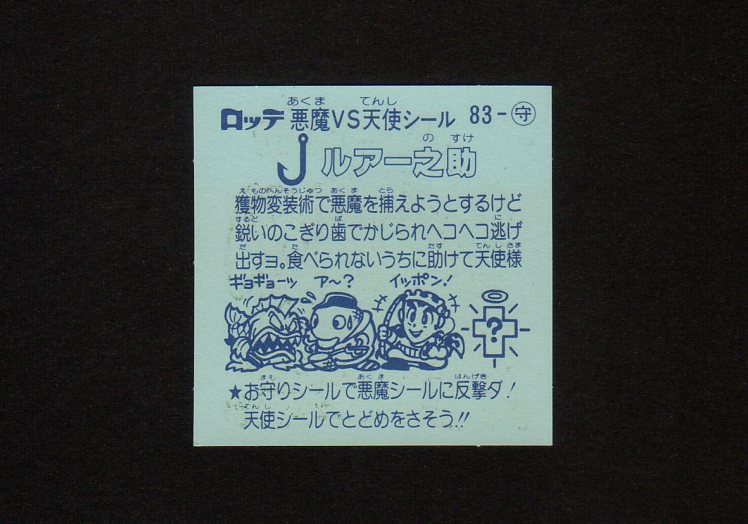 ロッテ 悪魔VS天使シール 83-守
ルアー之助
獲物変装術で悪魔を捕えようとするけど
鋭いのこぎり歯でかじられヘコヘコ逃げ
出すョ。食べられないうちに助けて天使様
ギョギョーッ ア〜? イッポン!
?
★お守りシールで悪魔シールに反撃ダ!
天使シールでとどめをさそう!!